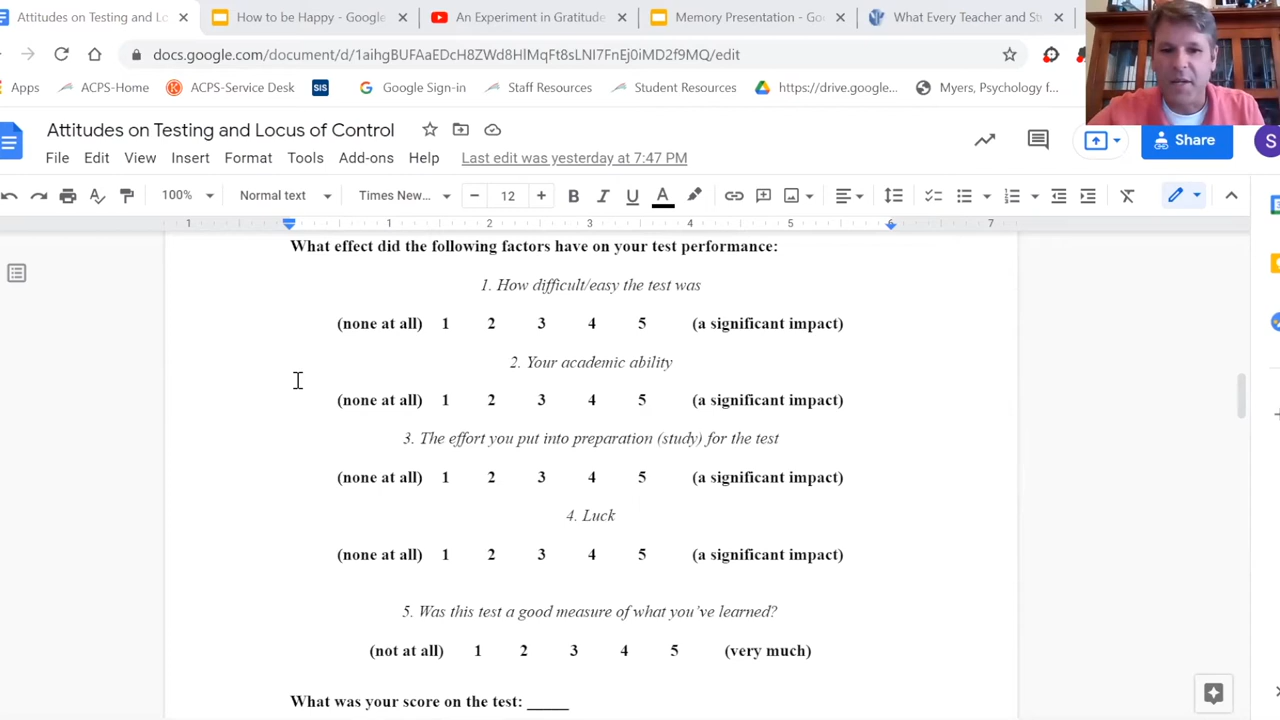 Attitudes on Testing and Lo
How to be Happy - Google
An Experiment in Gratitude
Memory Presentation - Go
What Every Teacher and St
docs.google.com/document/d/1aihgBUFAaEDcH8ZWd8HlMqFt8sLNI7FnEj0iMD2f9MQ/edit
Apps
ACPS-Home
ACPS-Service Desk
SIS
Google Sign-in
Staff Resources
Student Resources
https://drive.google...
Myers, Psychology f...
Attitudes on Testing and Locus of Control
Share
S
File Edit View Insert Format Tools Add-ons Help Last edit was yesterday at 7:47 PM
100% Normal text Times New... 12 B I U A
1 1 2 3 4 5 6 7
What effect did the following factors have on your test performance:
1. How difficult/easy the test was
(none at all) 1 2 3 4 5 (a significant impact)
2. Your academic ability
(none at all) 1 2 3 4 5 (a significant impact)
3. The effort you put into preparation (study) for the test
(none at all) 1 2 3 4 5 (a significant impact)
4. Luck
(none at all) 1 2 3 4 5 (a significant impact)
5. Was this test a good measure of what you've learned?
(not at all) 1 2 3 4 5 (very much)
What was your score on the test: _____